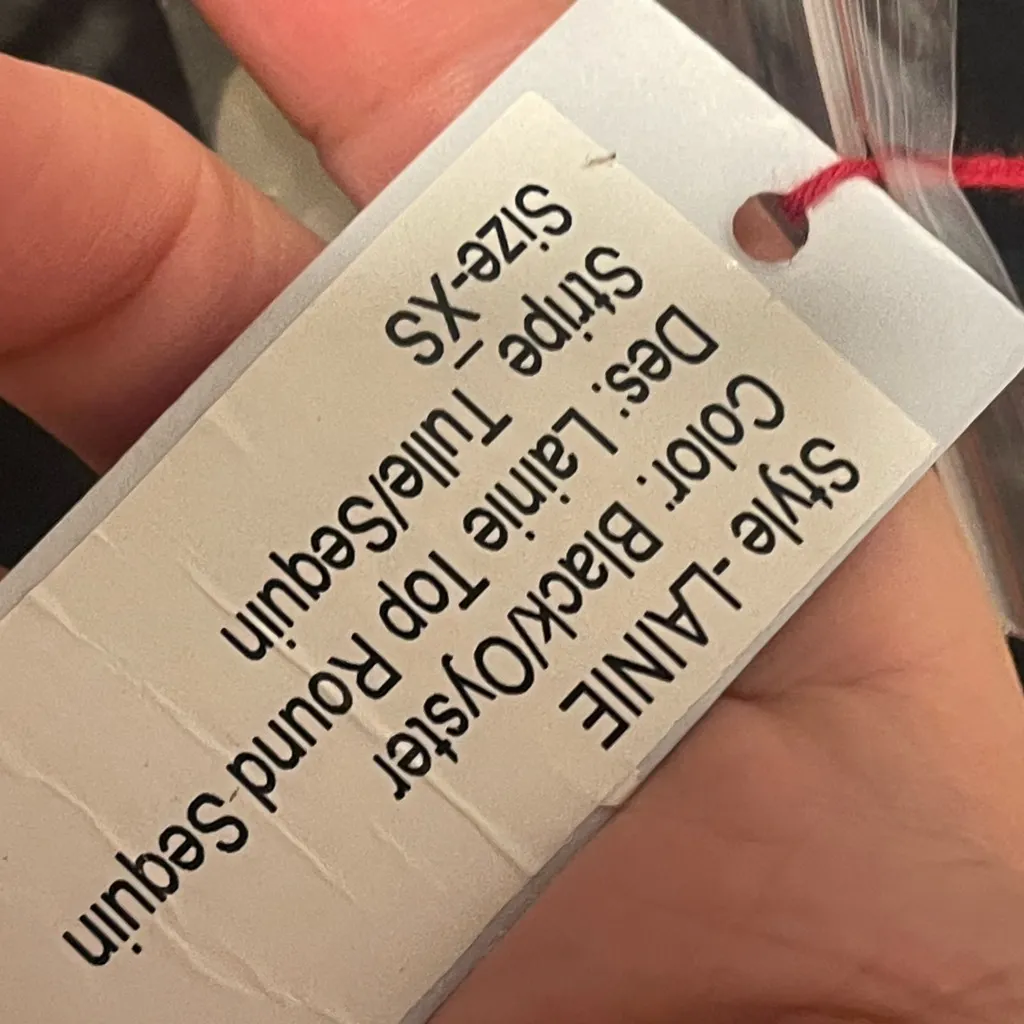 Style -LAINIE
Color: Black/Oyster
Des: Lainie Top Round Sequin
Stripe_Tulle/Sequin
Size-XS